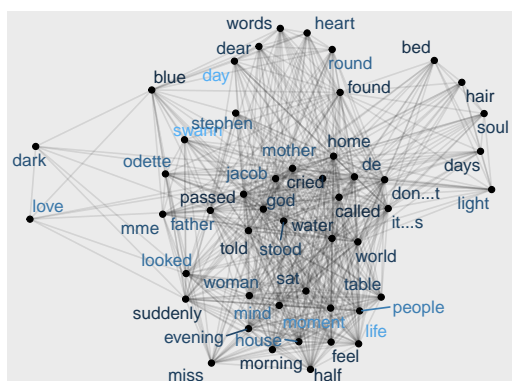 words
heart
dear
round
bed
day
blue
found
hair
stephen
soul
swann
mother
home
dark
odette
jacob
cried
de
days
passed
god
don...t
light
love
mme
father
water
called
it...s
told
stood
world
looked
woman
sat
table
suddenly
mind
moment
people
evening
house
life
miss
morning
feel
half